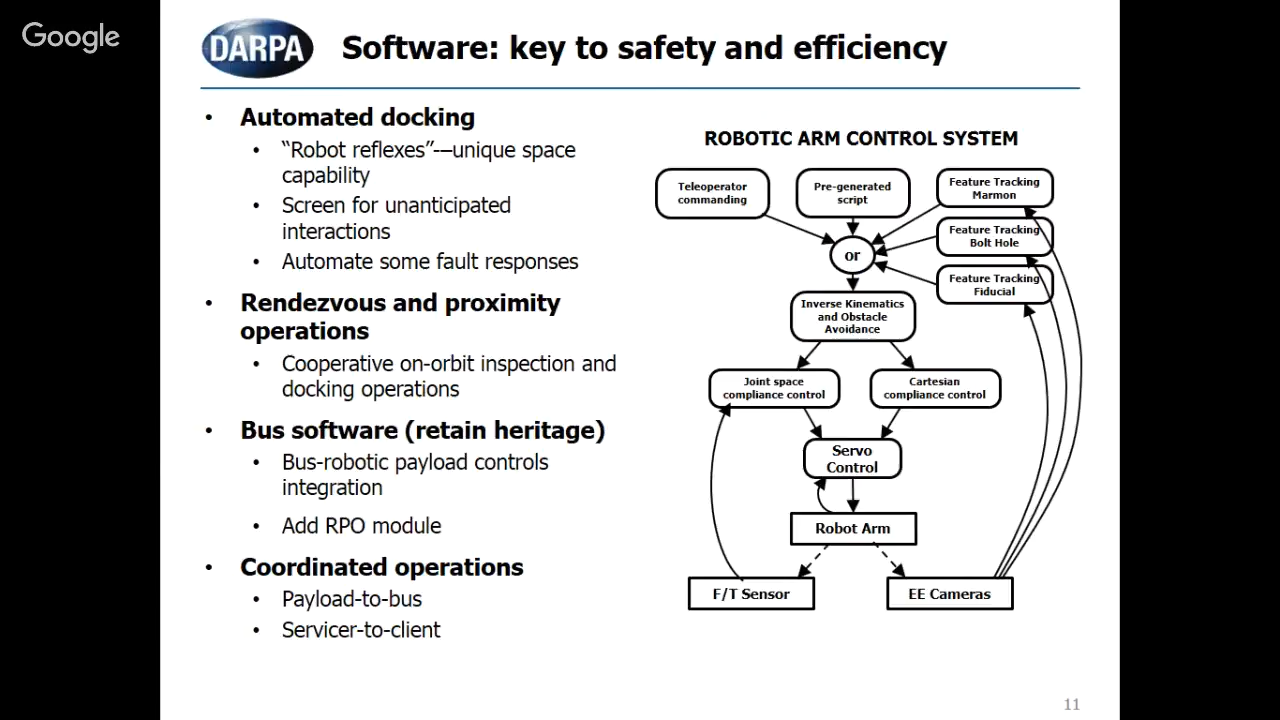 Google
DARPA
Software: key to safety and efficiency
• Automated docking
• “Robot reflexes”-–unique space
capability
• Screen for unanticipated
interactions
• Automate some fault responses
• Rendezvous and proximity
operations
• Cooperative on-orbit inspection and
docking operations
• Bus software (retain heritage)
• Bus-robotic payload controls
integration
• Add RPO module
• Coordinated operations
• Payload-to-bus
• Servicer-to-client
ROBOTIC ARM CONTROL SYSTEM
Teleoperator
commanding
Pre-generated
script
Feature Tracking
Marmon
Feature Tracking
Bolt Hole
Feature Tracking
Fiducial
or
Inverse Kinematics
and Obstacle
Avoidance
Joint space
compliance control
Cartesian
compliance control
Servo
Control
Robot Arm
F/T Sensor
EE Cameras
11